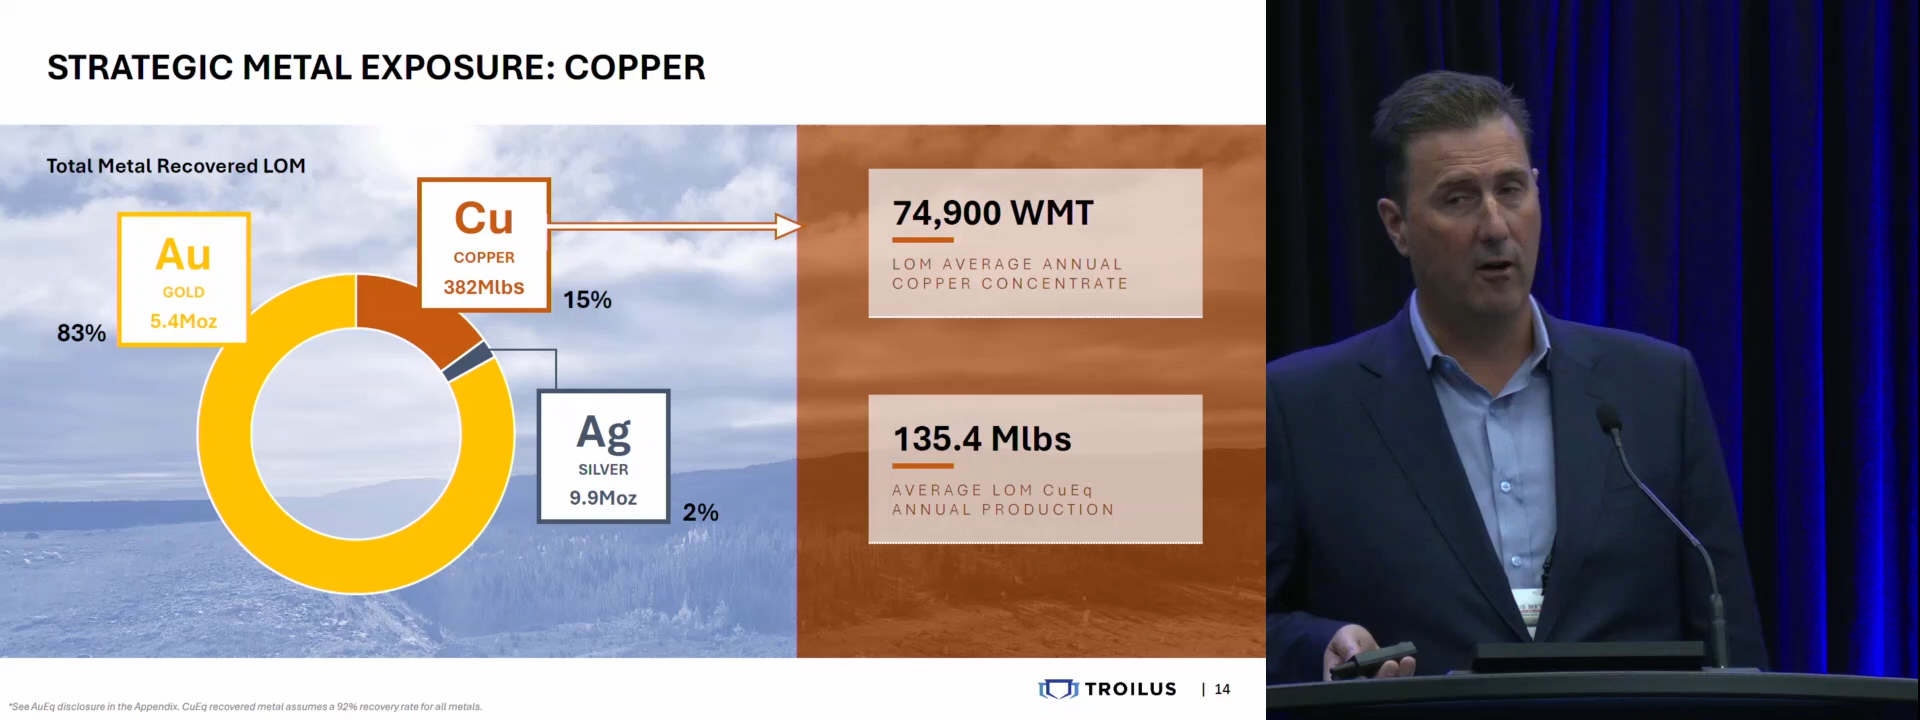 STRATEGIC METAL EXPOSURE: COPPER
Total Metal Recovered LOM
Au
GOLD
5.4Moz
83%
Cu
COPPER
382Mlbs
15%
Ag
SILVER
9.9Moz
2%
74,900 WMT
LOM AVERAGE ANNUAL
COPPER CONCENTRATE
135.4 Mlbs
AVERAGE LOM CuEq
ANNUAL PRODUCTION
TROILUS | 14
*See AuEq disclosure in the Appendix. CuEq recovered metal assumes a 92% recovery rate for all metals.